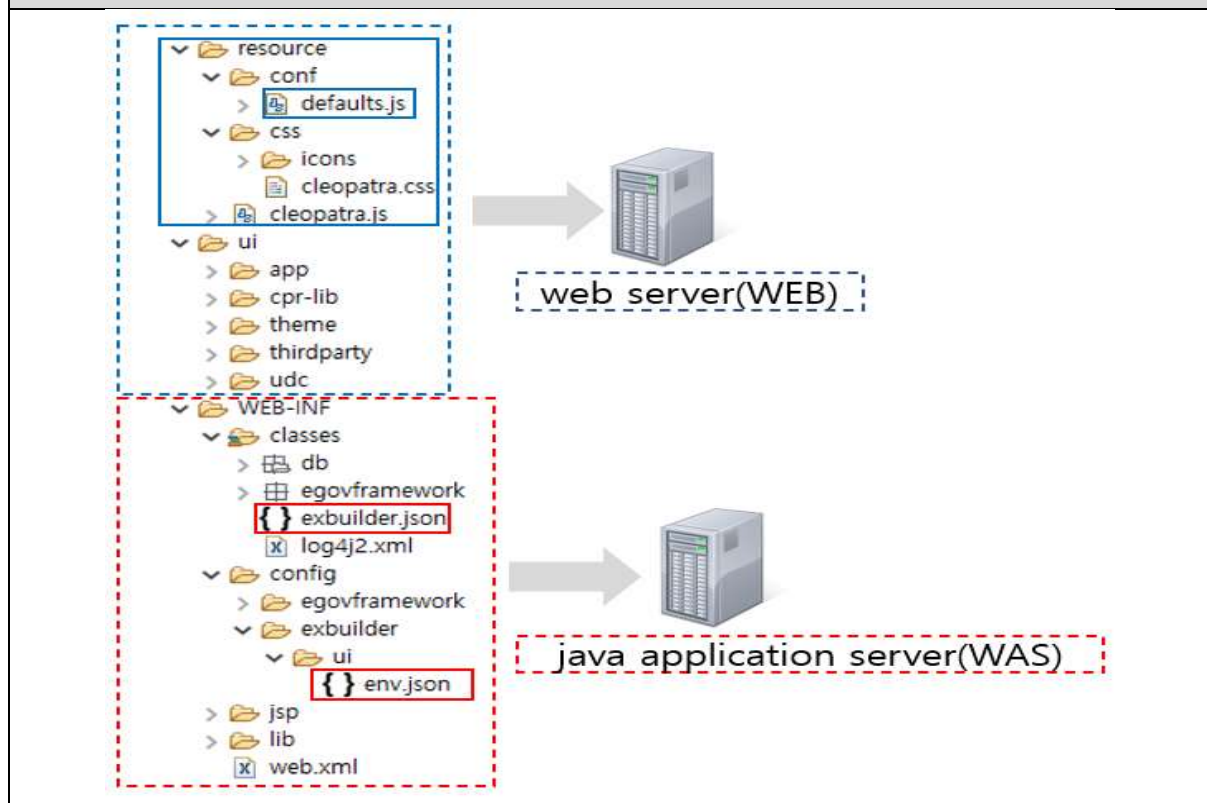 resource
conf
defaults.js
css
icons
cleopatra.css
cleopatra.js
ui
app
cpr-lib
theme
thirdparty
udc
web server(WEB)
WEB-INF
classes
db
egovframework
{ } exbuilder.json
log4j2.xml
config
egovframework
exbuilder
ui
{ } env.json
jsp
lib
web.xml
java application server(WAS)